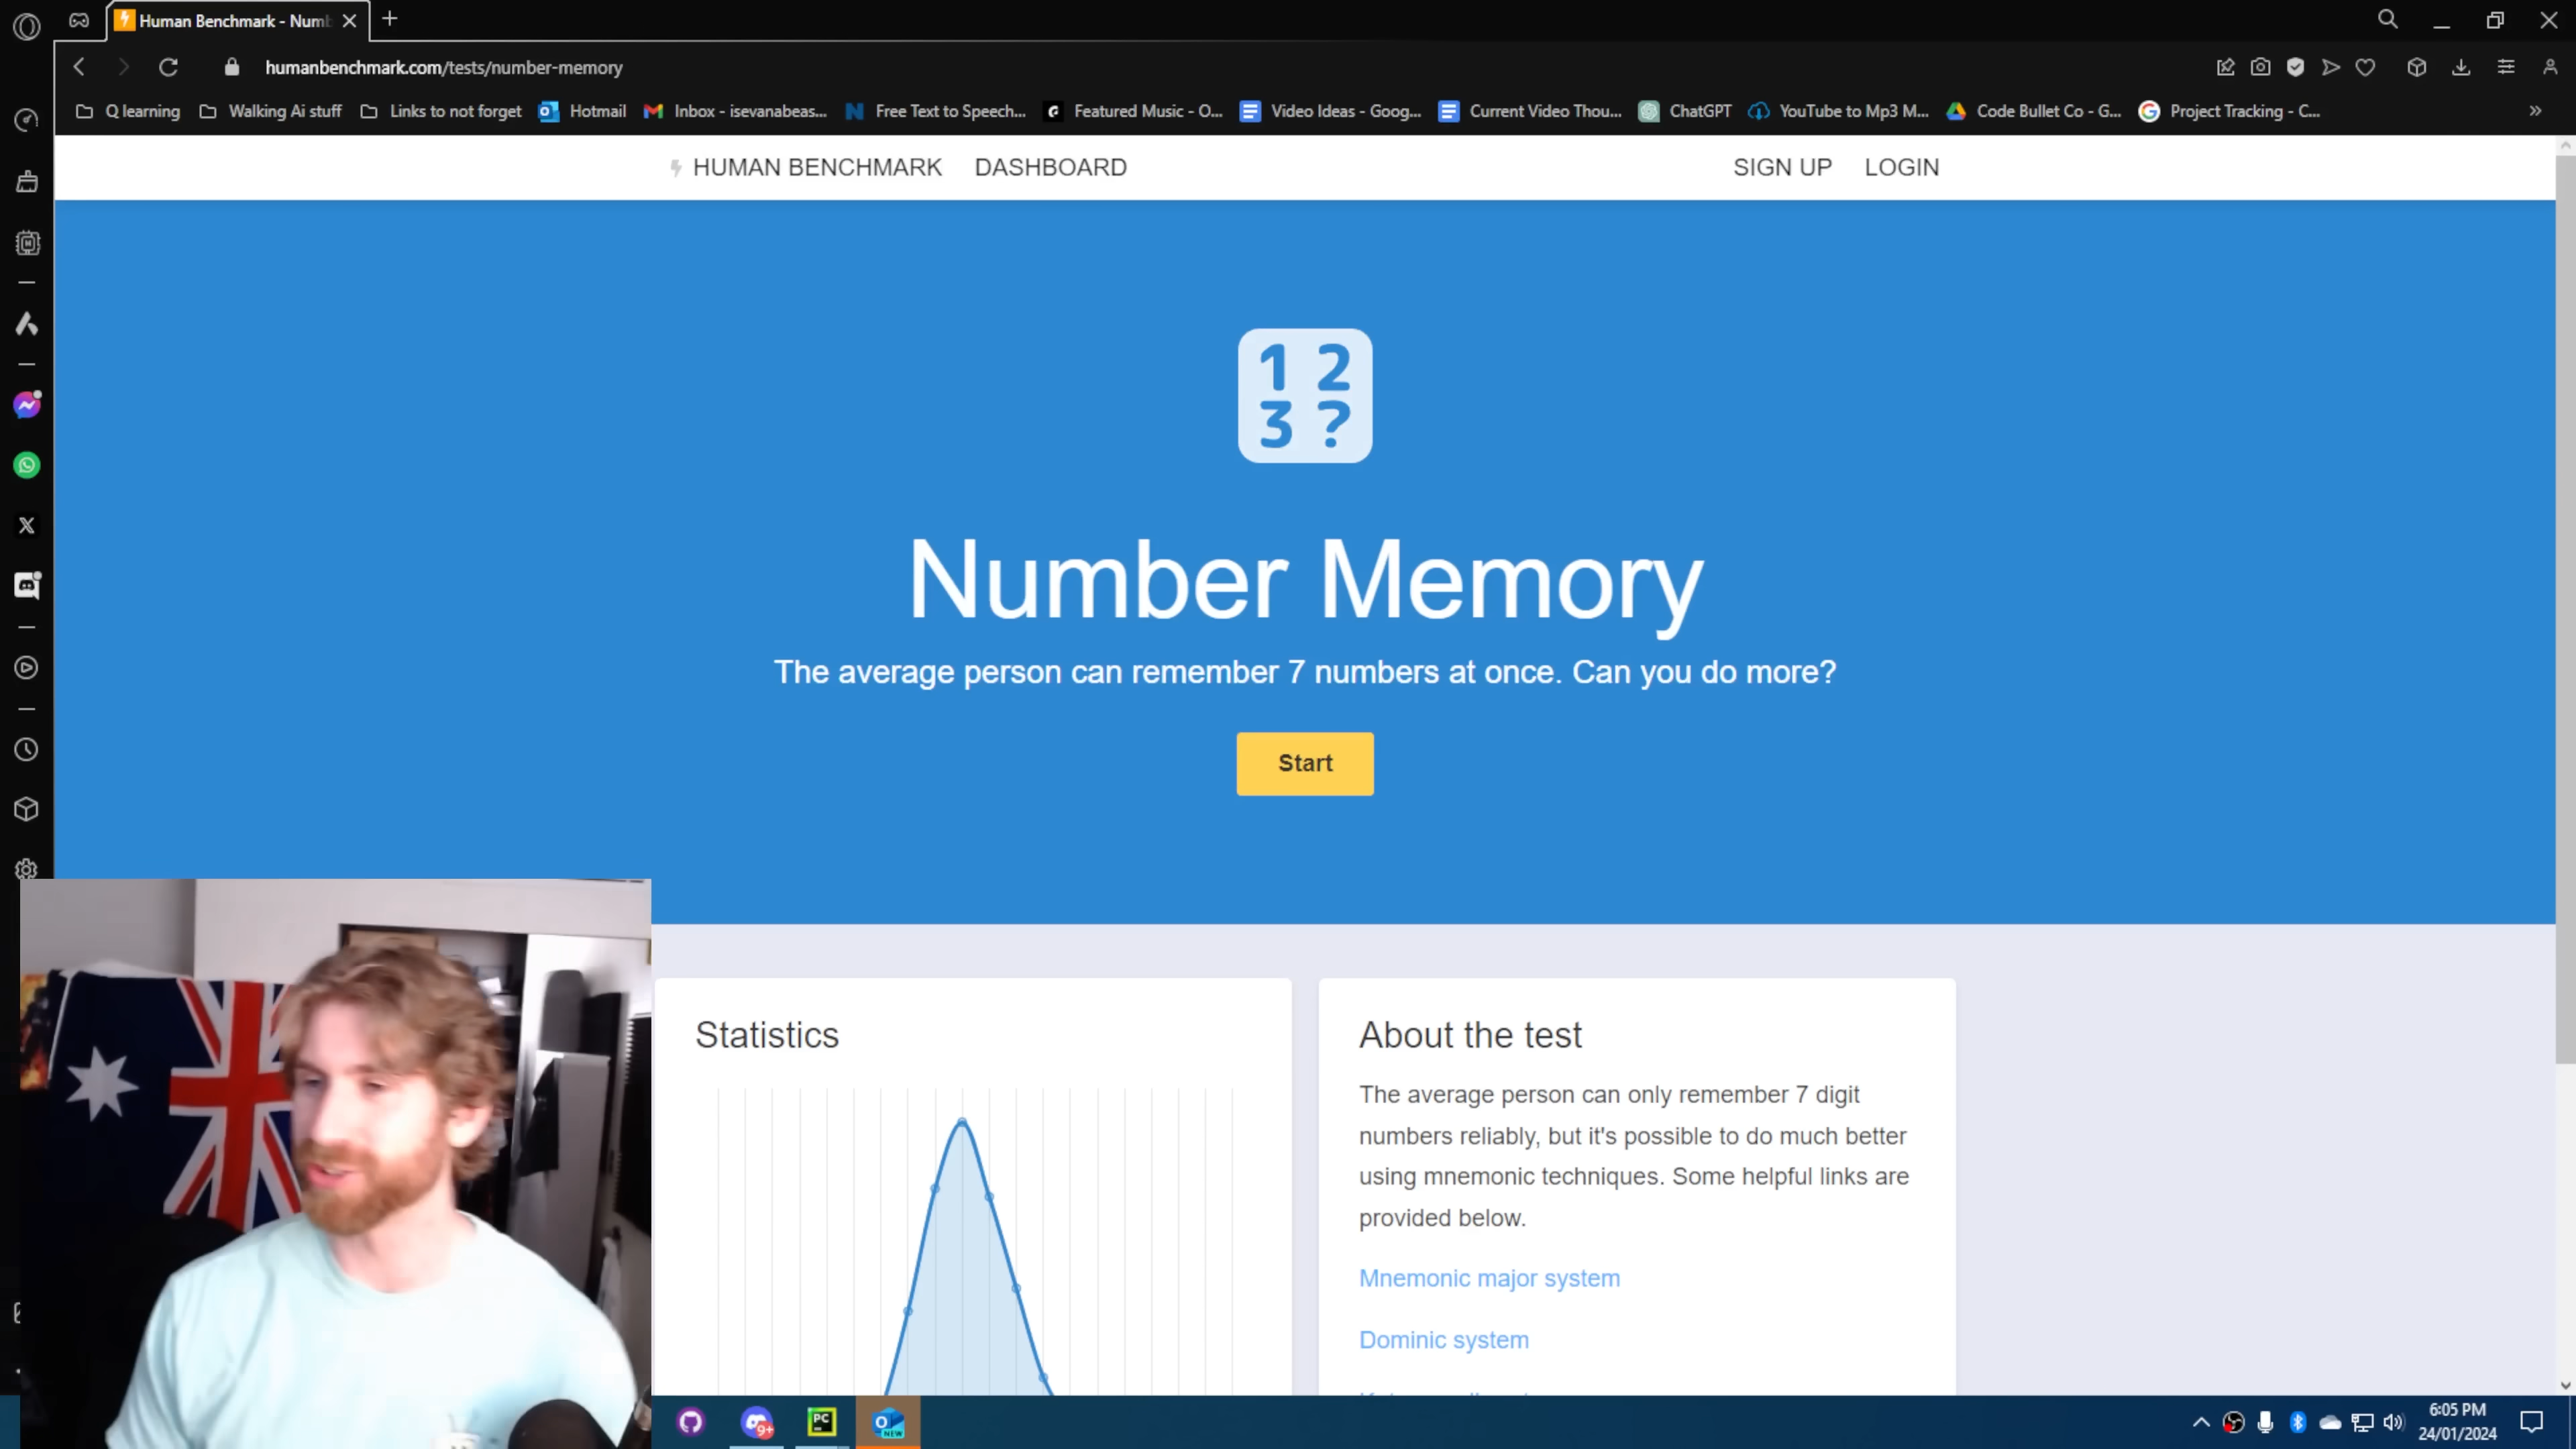 Human Benchmark - Numb
humanbenchmark.com/tests/number-memory
Q learning Walking Ai stuff Links to not forget Hotmail Inbox - isevanabeas... Free Text to Speech... Featured Music - O... Video Ideas - Goog... Current Video Thou... ChatGPT YouTube to Mp3 M... Code Bullet Co - G... Project Tracking - C...
HUMAN BENCHMARK DASHBOARD SIGN UP LOGIN
1 2
3 ?
Number Memory
The average person can remember 7 numbers at once. Can you do more?
Start
Statistics
About the test
The average person can only remember 7 digit
numbers reliably, but it's possible to do much better
using mnemonic techniques. Some helpful links are
provided below.
Mnemonic major system
Dominic system
9+
PC
NEW
6:05 PM
24/01/2024